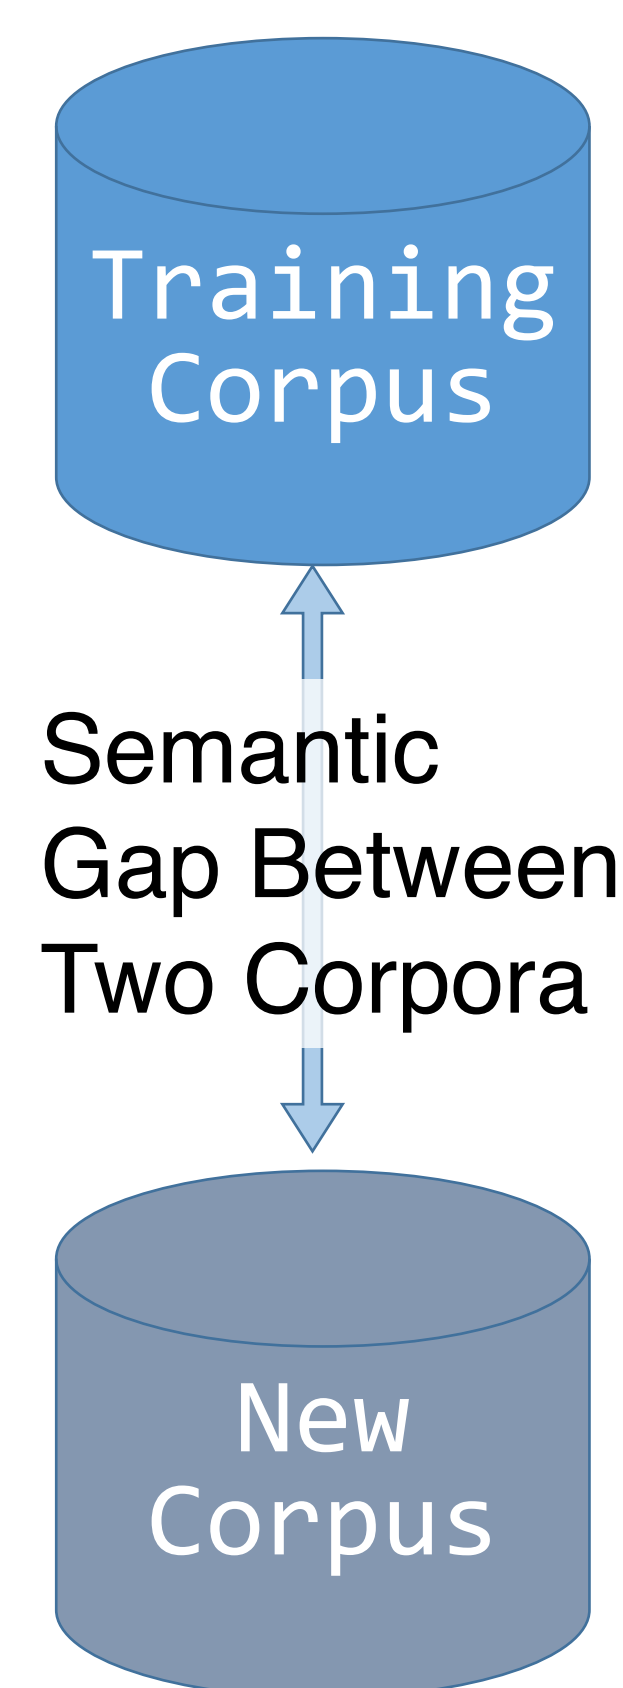 Training
Corpus
Semantic
Gap Between
Two Corpora
New
Corpus